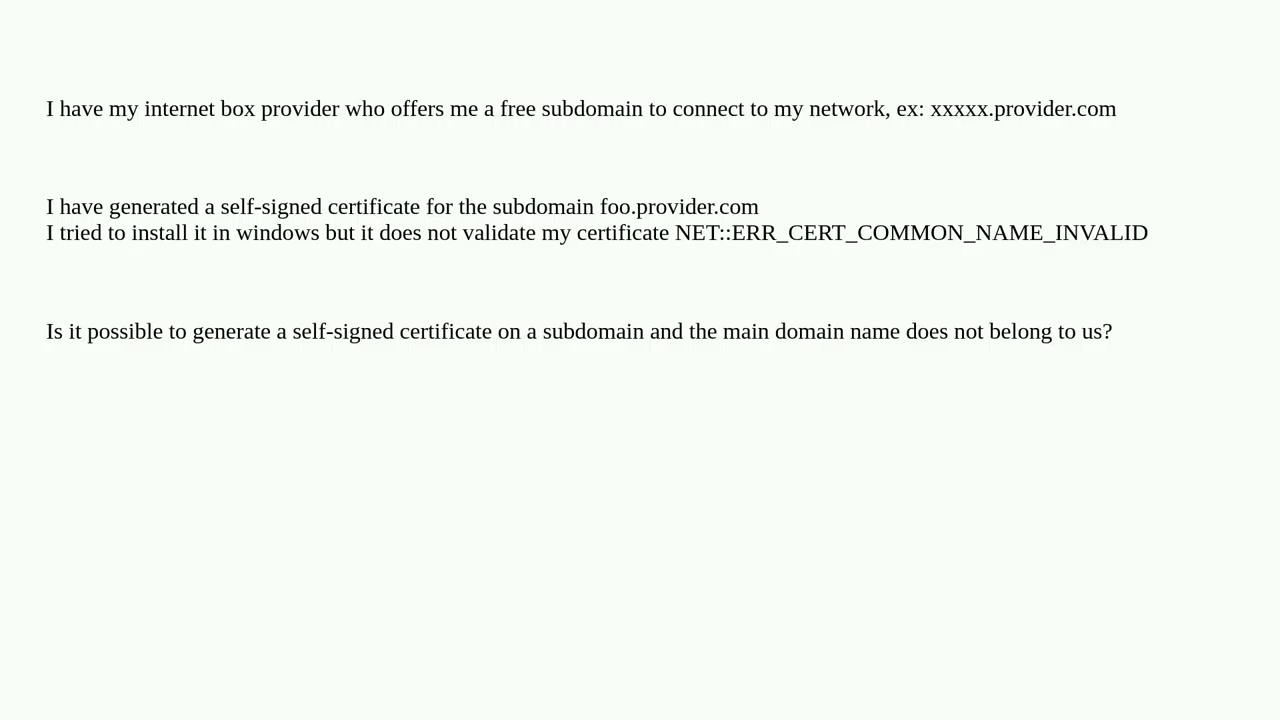 I have my internet box provider who offers me a free subdomain to connect to my network, ex: xxxxx.provider.com
I have generated a self-signed certificate for the subdomain foo.provider.com
I tried to install it in windows but it does not validate my certificate NET::ERR_CERT_COMMON_NAME_INVALID
Is it possible to generate a self-signed certificate on a subdomain and the main domain name does not belong to us?